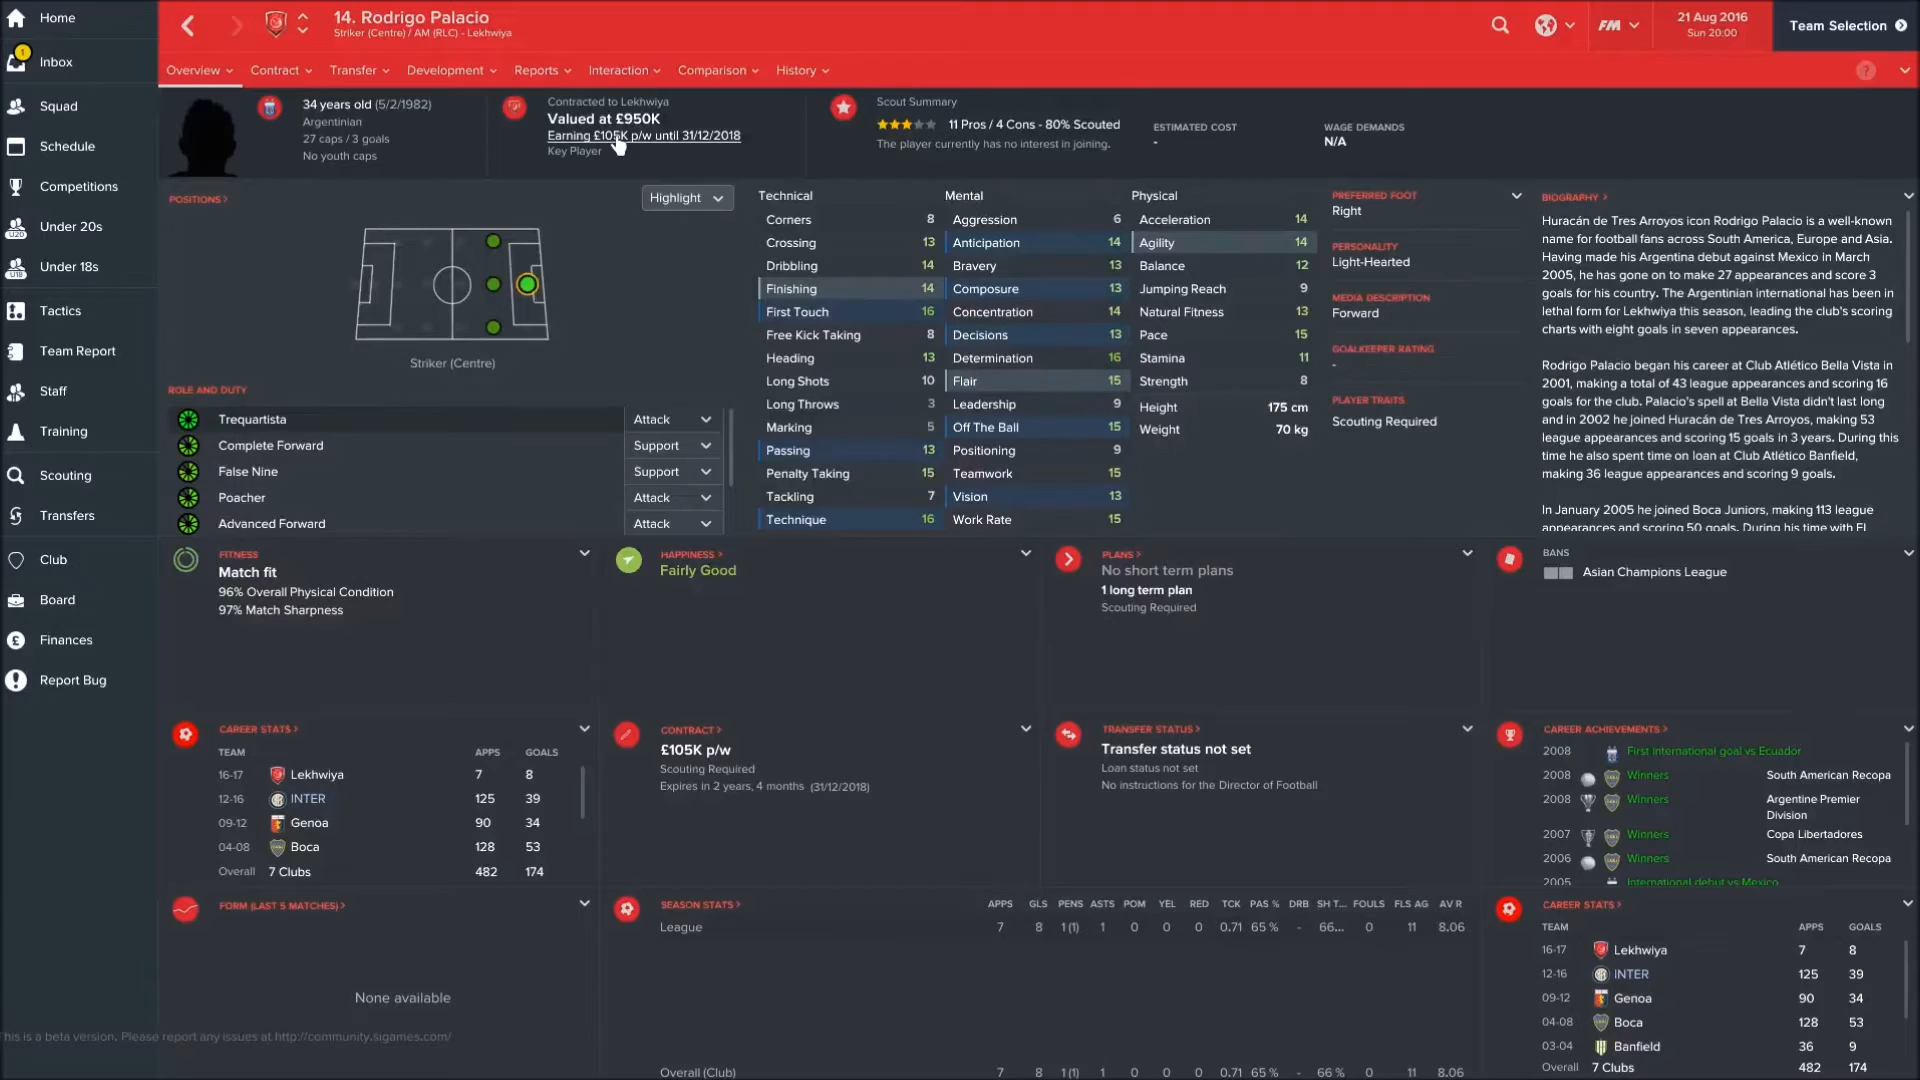 Home
1
Inbox
Squad
Schedule
Competitions
U20
Under 20s
U18
Under 18s
Tactics
Team Report
Staff
Training
Scouting
Transfers
Club
Board
Finances
Report Bug
14. Rodrigo Palacio
Striker (Centre) / AM (RLC) - Lekhwiya
FM
21 Aug 2016
Sun 20:00
Team Selection
Overview Contract Transfer Development Reports Interaction Comparison History
?
34 years old (5/2/1982)
Argentinian
27 caps / 3 goals
No youth caps
Contracted to Lekhwiya
Valued at £950K
Earning £105K p/w until 31/12/2018
Key Player
Scout Summary
11 Pros / 4 Cons - 80% Scouted
The player currently has no interest in joining.
ESTIMATED COST
-
WAGE DEMANDS
N/A
POSITIONS >
Highlight
Striker (Centre)
ROLE AND DUTY
Trequartista Attack
Complete Forward Support
False Nine Support
Poacher Attack
Advanced Forward Attack
Technical
Corners 8
Crossing 13
Dribbling 14
Finishing 14
First Touch 16
Free Kick Taking 8
Heading 13
Long Shots 10
Long Throws 3
Marking 5
Passing 13
Penalty Taking 15
Tackling 7
Technique 16
Mental
Aggression 6
Anticipation 14
Bravery 13
Composure 13
Concentration 14
Decisions 13
Determination 16
Flair 15
Leadership 9
Off The Ball 15
Positioning 9
Teamwork 15
Vision 13
Work Rate 15
Physical
Acceleration 14
Agility 14
Balance 12
Jumping Reach 9
Natural Fitness 13
Pace 15
Stamina 11
Strength 8
Height 175 cm
Weight 70 kg
PREFERRED FOOT
Right
PERSONALITY
Light-Hearted
MEDIA DESCRIPTION
Forward
GOALKEEPER RATING
-
PLAYER TRAITS
Scouting Required
BIOGRAPHY >
Huracán de Tres Arroyos icon Rodrigo Palacio is a well-known
name for football fans across South America, Europe and Asia.
Having made his Argentina debut against Mexico in March
2005, he has gone on to make 27 appearances and score 3
goals for his country. The Argentinian international has been in
lethal form for Lekhwiya this season, leading the club's scoring
charts with eight goals in seven appearances.
Rodrigo Palacio began his career at Club Atlético Bella Vista in
2001, making a total of 43 league appearances and scoring 16
goals for the club. Palacio's spell at Bella Vista didn't last long
and in 2002 he joined Huracán de Tres Arroyos, making 53
league appearances and scoring 15 goals in 3 years. During this
time he also spent time on loan at Club Atlético Banfield,
making 36 league appearances and scoring 9 goals.
In January 2005 he joined Boca Juniors, making 113 league
appearances and scoring 50 goals. During his time with El
FITNESS
Match fit
96% Overall Physical Condition
97% Match Sharpness
HAPPINESS >
Fairly Good
PLANS >
No short term plans
1 long term plan
Scouting Required
BANS
Asian Champions League
CAREER STATS >
TEAM APPS GOALS
16-17 Lekhwiya 7 8
12-16 INTER 125 39
09-12 Genoa 90 34
04-08 Boca 128 53
Overall 7 Clubs 482 174
CONTRACT >
£105K p/w
Scouting Required
Expires in 2 years, 4 months (31/12/2018)
TRANSFER STATUS >
Transfer status not set
Loan status not set
No instructions for the Director of Football
CAREER ACHIEVEMENTS >
2008 First international goal vs Ecuador
2008 Winners South American Recopa
2008 Winners Argentine Premier
Division
2007 Winners Copa Libertadores
2006 Winners South American Recopa
2005 International debut vs Mexico
FORM (LAST 5 MATCHES) >
None available
SEASON STATS > APPS GLS PENS ASTS POM YEL RED TCK PAS % DRB SH T... FOULS FLS AG AV R
League 7 8 1 (1) 1 0 0 0 0.71 65 % - 66... 0 11 8.06
Overall (Club) 7 8 1 (1) 1 0 0 0 0.71 65 % - 66 % 0 11 8.06
CAREER STATS >
TEAM APPS GOALS
16-17 Lekhwiya 7 8
12-16 INTER 125 39
09-12 Genoa 90 34
04-08 Boca 128 53
03-04 Banfield 36 9
Overall 7 Clubs 482 174
This is a beta version. Please report any issues at http://community.sigames.com/